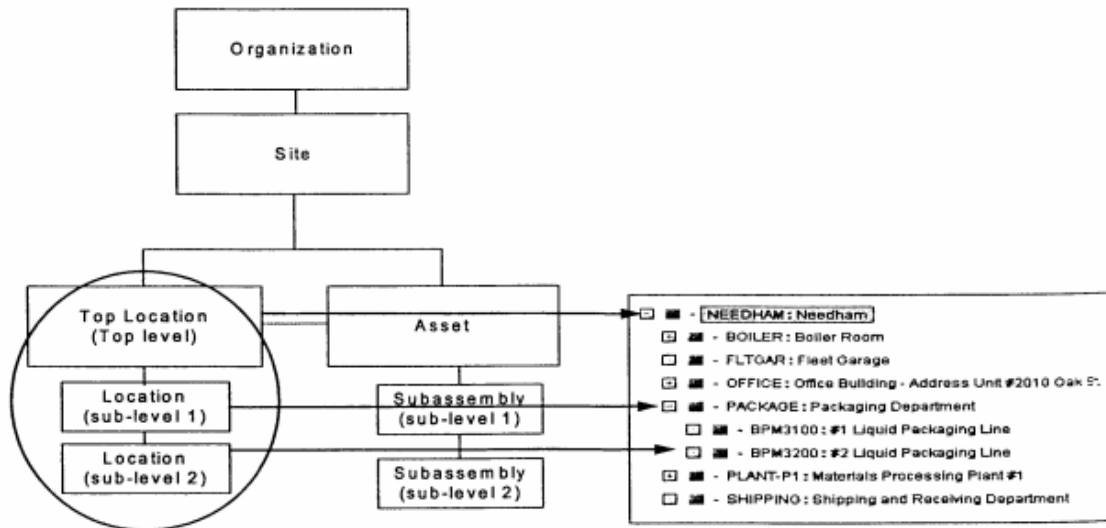 Organization
Site
Top Location
(Top level)
Asset
Location
(sub-level 1)
Subassembly
(sub-level 1)
Location
(sub-level 2)
Subassembly
(sub-level 2)
- NEEDHAM: Needham
- BOILER: Boiler Room
- FLTGAR: Fleet Garage
- OFFICE: Office Building - Address Unit #2010 Oak St.
- PACKAGE: Packaging Department
- BPM3100: #1 Liquid Packaging Line
- BPM3200: #2 Liquid Packaging Line
- PLANT-P1: Materials Processing Plant #1
- SHIPPING: Shipping and Receiving Department